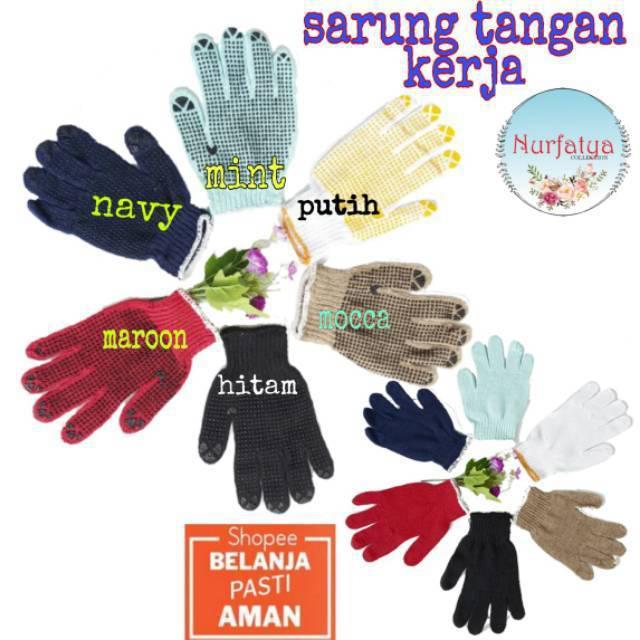 sarung tangan
kerja
Nurfatya
COLLECTION
mint
navy
putih
mocca
maroon
hitam
Shopee
BELANJA
PASTI
AMAN